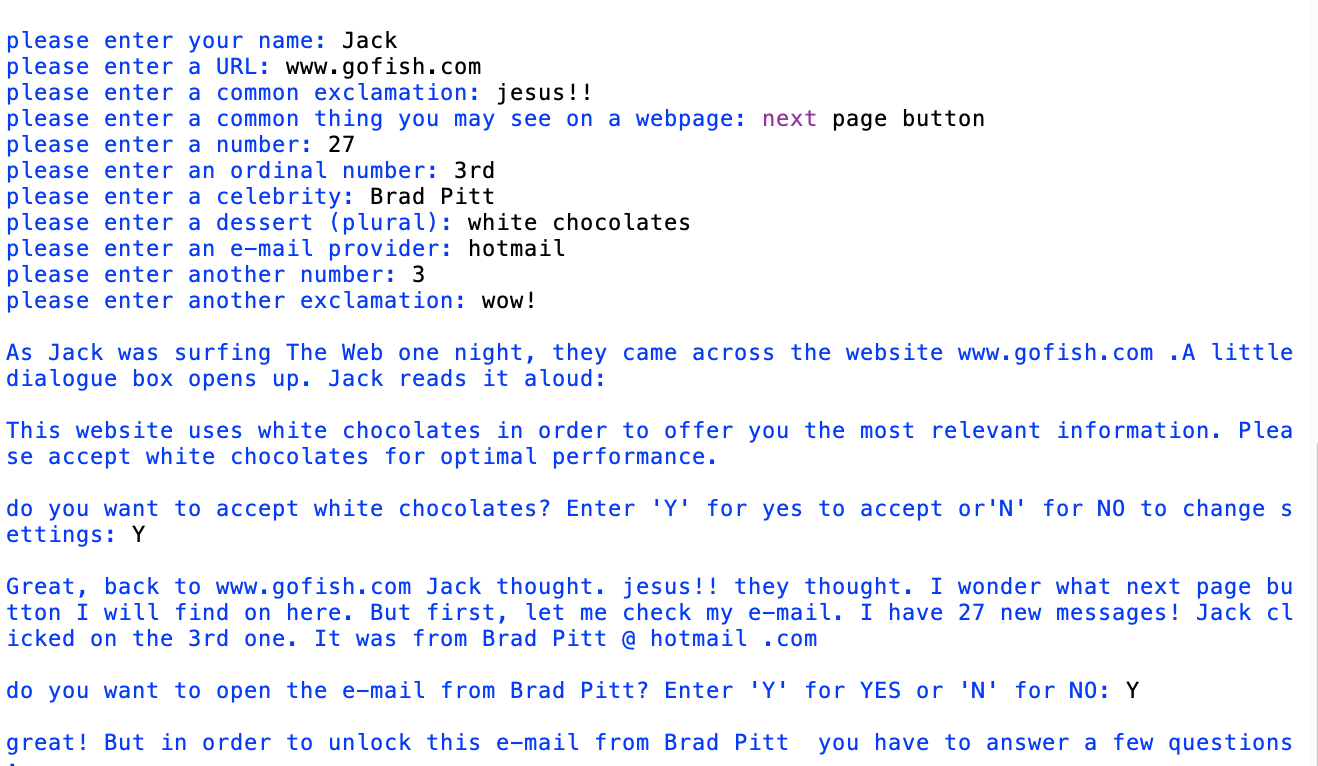 please enter your name: Jack
please enter a URL: www.gofish.com
please enter a common exclamation: jesus!!
please enter a common thing you may see on a webpage: next page button
please enter a number: 27
please enter an ordinal number: 3rd
please enter a celebrity: Brad Pitt
please enter a dessert (plural): white chocolates
please enter an e-mail provider: hotmail
please enter another number: 3
please enter another exclamation: wow!
As Jack was surfing The Web one night, they came across the website www.gofish.com .A little
dialogue box opens up. Jack reads it aloud:
This website uses white chocolates in order to offer you the most relevant information. Plea
se accept white chocolates for optimal performance.
do you want to accept white chocolates? Enter 'Y' for yes to accept or'N' for NO to change s
ettings: Y
Great, back to www.gofish.com Jack thought. jesus!! they thought. I wonder what next page bu
tton I will find on here. But first, let me check my e-mail. I have 27 new messages! Jack cl
icked on the 3rd one. It was from Brad Pitt @ hotmail .com
do you want to open the e-mail from Brad Pitt? Enter 'Y' for YES or 'N' for NO: Y
great! But in order to unlock this e-mail from Brad Pitt  you have to answer a few questions